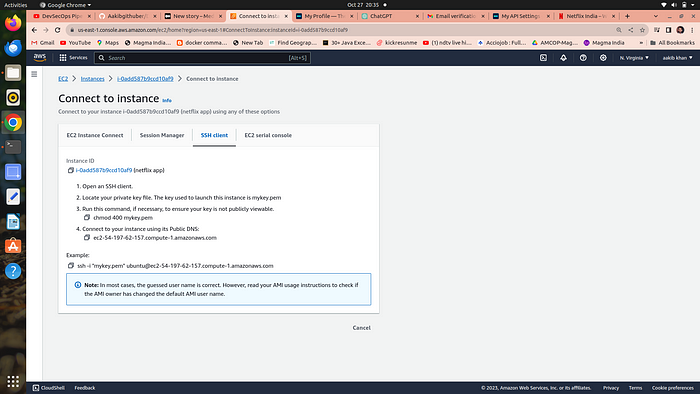 Activities
Google Chrome
Oct 27 20:35
DevSecOps Pipe
Aakibgithuber/
New story – Med
Connect to instan
My Profile — Th
ChatGPT
Email verificatio
My API Settings
Netflix India – W
us-east-1.console.aws.amazon.com/ec2/home?region=us-east-1#ConnectToInstance:instanceId=i-0add587b9ccd10af9
Gmail
YouTube
Maps
Magma India...
docker comma...
New Tab
Find Geograp...
30+ Java Exce...
kickresunme
(1) ndtv live hi...
AccioJob : Full...
AMCDP-Mag...
Magma India
All Bookmarks
aws
Services
Search
[Alt+S]
N. Virginia
aakib khan
EC2
Instances
i-0add587b9ccd10af9
Connect to instance
Connect to instance Info
Connect to your instance i-0add587b9ccd10af9 (netflix app) using any of these options
EC2 Instance Connect
Session Manager
SSH client
EC2 serial console
Instance ID
i-0add587b9ccd10af9 (netflix app)
1. Open an SSH client.
2. Locate your private key file. The key used to launch this instance is mykey.pem
3. Run this command, if necessary, to ensure your key is not publicly viewable.
chmod 400 mykey.pem
4. Connect to your instance using its Public DNS:
ec2-54-197-62-157.compute-1.amazonaws.com
Example:
ssh -i "mykey.pem" ubuntu@ec2-54-197-62-157.compute-1.amazonaws.com
Note: In most cases, the guessed user name is correct. However, read your AMI usage instructions to check if
the AMI owner has changed the default AMI user name.
Cancel
CloudShell
Feedback
© 2023, Amazon Web Services, Inc. or its affiliates.
Privacy
Terms
Cookie preferences